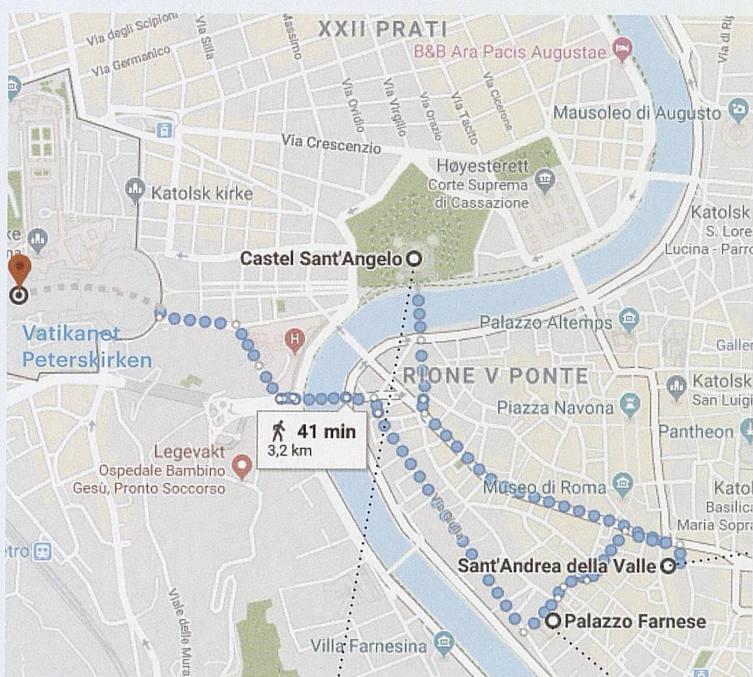 XXII PRATI
Via degli Scipioni
Via Silla
Massimo
B&B Ara Pacis Augustae
Via Germanico
Via Ovidio
Via Virgilio
Via Orazio
Via Tacito
Via Cicerone
Mausoleo di Augusto
Via Crescenzio
Høyesterett
Corte Suprema
di Cassazione
Katolsk kirke
Katolsk
S. Lore
Lucina - Parro
Castel Sant'Angelo
Vatikanet
Peterskirken
H
Palazzo Altemps
Galler
RIONE V PONTE
Katolsk
San Luigi
Piazza Navona
Pantheon
41 min
3,2 km
Legevakt
Ospedale Bambino
Gesù, Pronto Soccorso
Museo di Roma
Katol
Basilica
Maria Sopra
Via Giulia
etro
Sant'Andrea della Valle
Palazzo Farnese
Viale delle Mura
Villa Farnesina